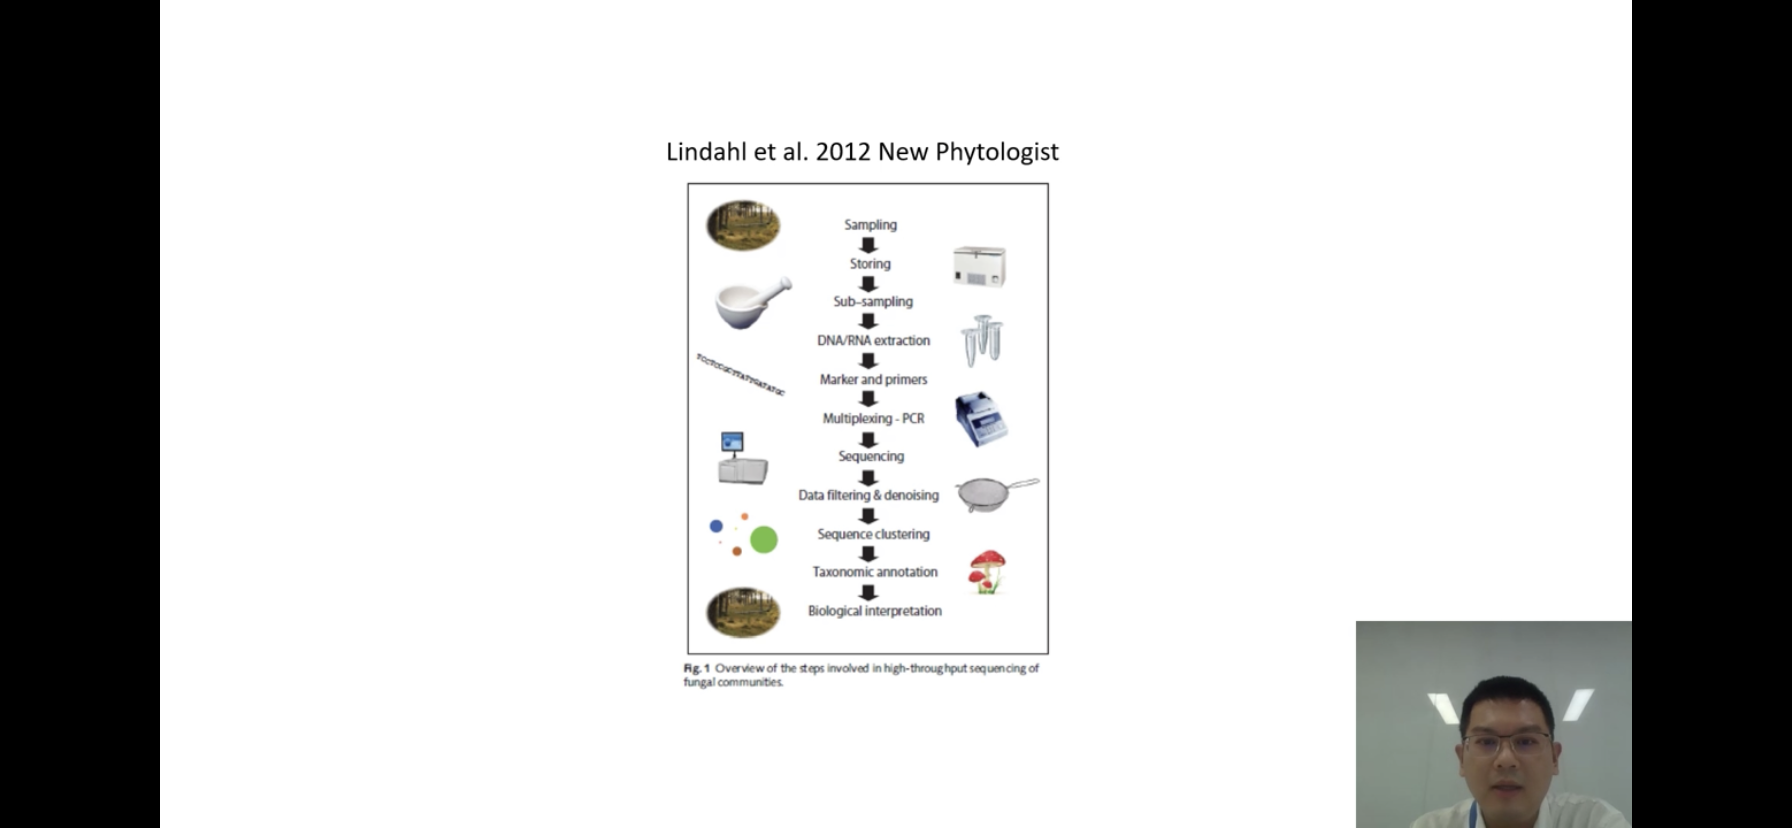 Lindahl et al. 2012 New Phytologist
Sampling
Storing
Sub-sampling
DNA/RNA extraction
Marker and primers
Multiplexing - PCR
Sequencing
Data filtering & denoising
Sequence clustering
Taxonomic annotation
Biological interpretation
Fig. 1 Overview of the steps involved in high-throughput sequencing of
fungal communities.